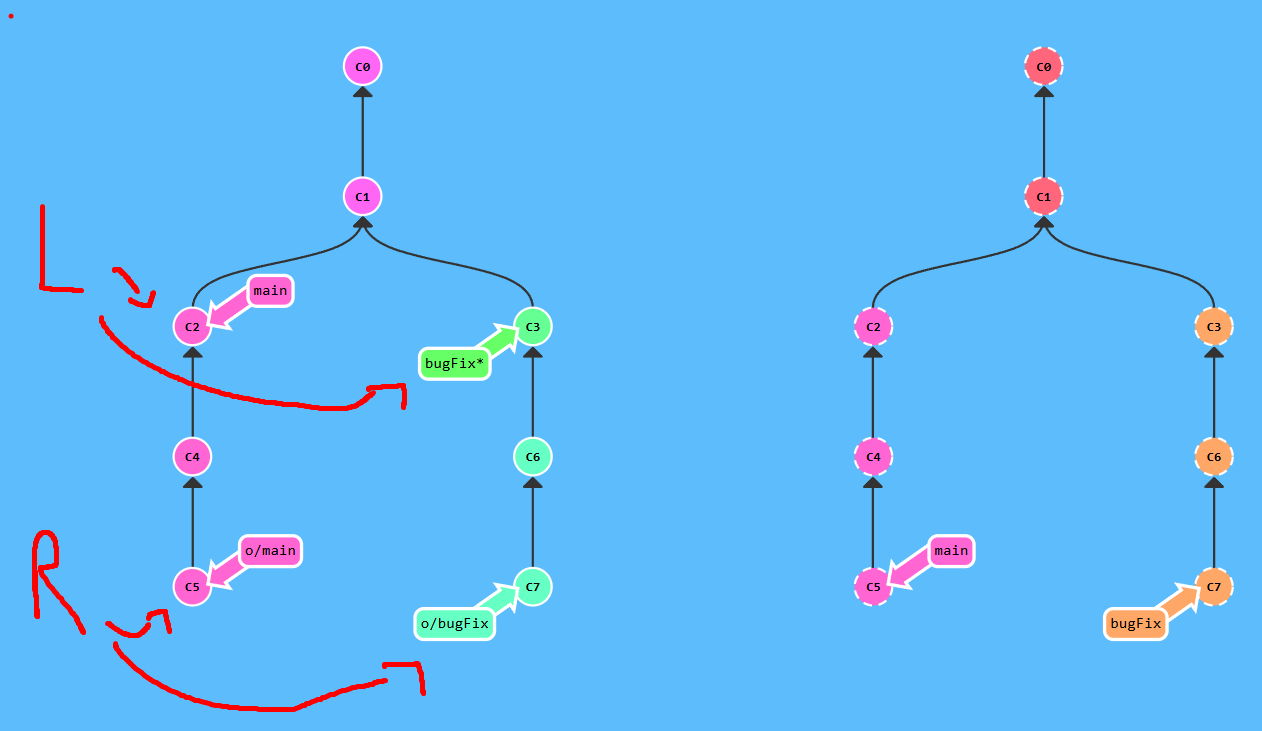 C0
C1
main
C2
C3
bugFix*
L
C4
C6
o/main
C5
C7
o/bugFix
R
C0
C1
C2
C3
C4
C6
main
C5
C7
bugFix